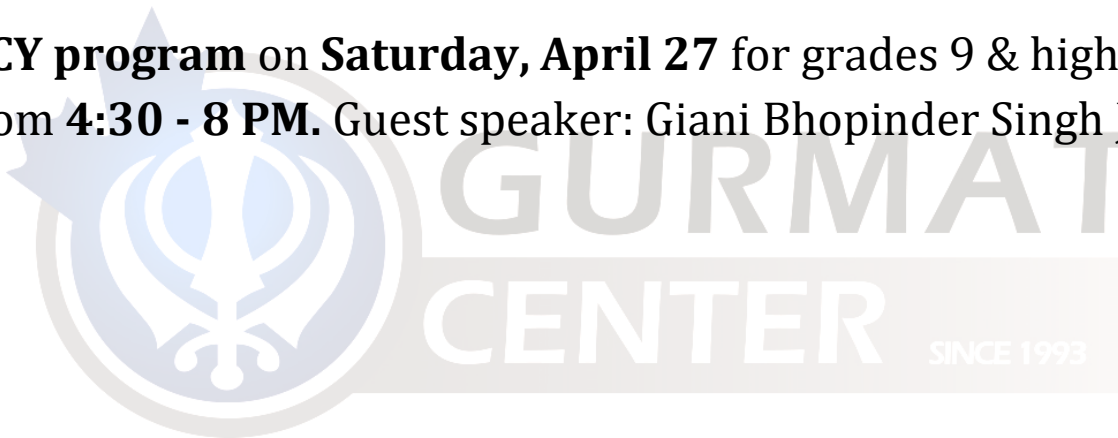 CY program on Saturday, April 27 for grades 9 & high
om 4:30 - 8 PM. Guest speaker: Giani Bhopinder Singh J
GURMAT
CENTER
SINCE 1993